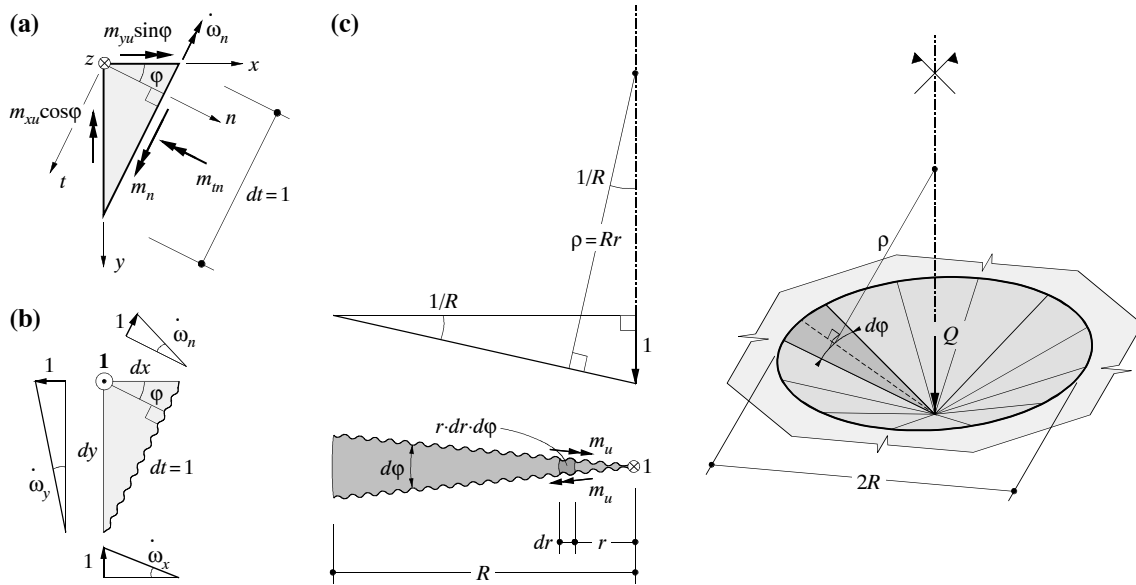 (a)
m_yu sinφ
ω̇_n
z
x
φ
m_xu cosφ
n
t
m_n
m_tn
dt = 1
y
(b)
1
ω̇_n
1
dx
φ
dy
dt = 1
ω̇_y
1
ω̇_x
(c)
1/R
ρ = Rr
1/R
1
r·dr·dφ
m_u
dφ
1
m_u
dr
r
R
ρ
dφ
Q
2R